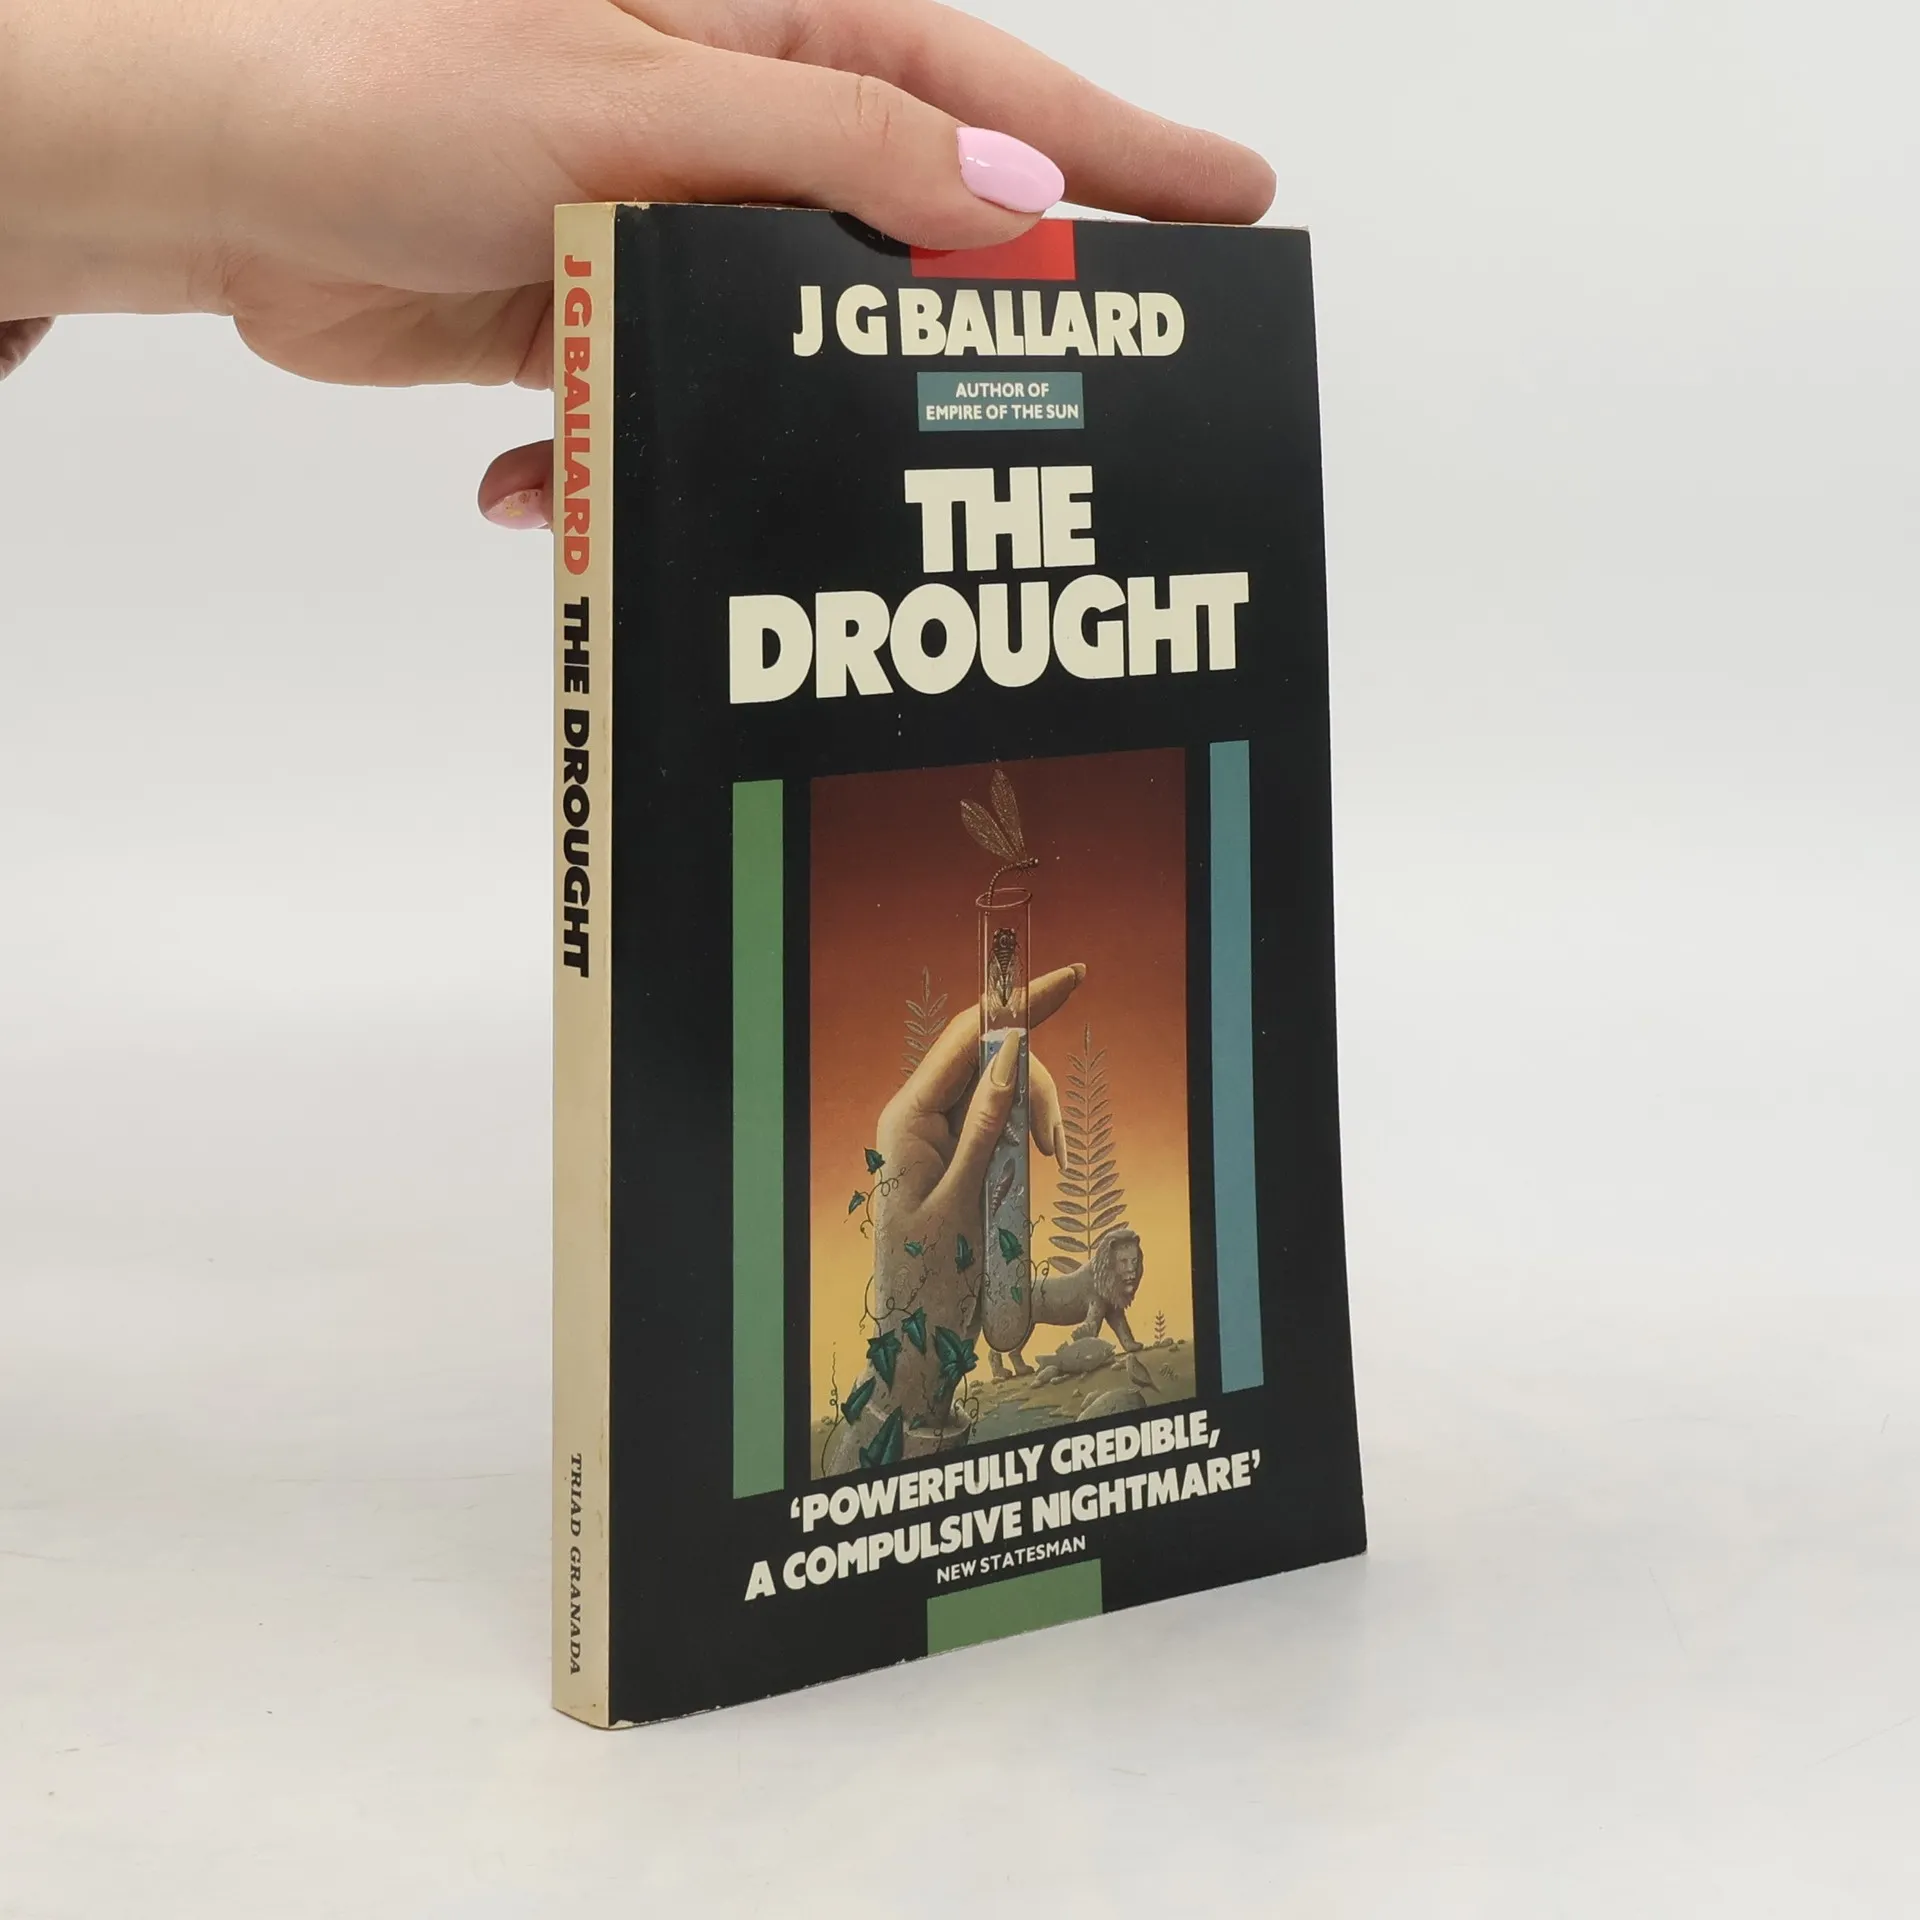 J G BALLARD THE DROUGHT
TRIAD GRANADA
J G BALLARD
AUTHOR OF
EMPIRE OF THE SUN
THE
DROUGHT
‘POWERFULLY CREDIBLE,
A COMPULSIVE NIGHTMARE’
NEW STATESMAN